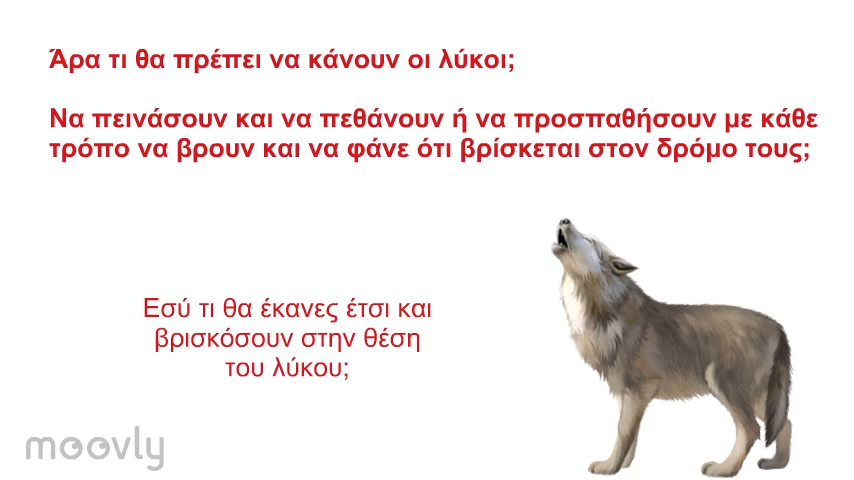 Άρα τι θα πρέπει να κάνουν οι λύκοι;
Να πεινάσουν και να πεθάνουν ή να προσπαθήσουν με κάθε
τρόπο να βρουν και να φάνε ότι βρίσκεται στον δρόμο τους;
Εσύ τι θα έκανες έτσι και
βρισκόσουν στην θέση
του λύκου;
moovly